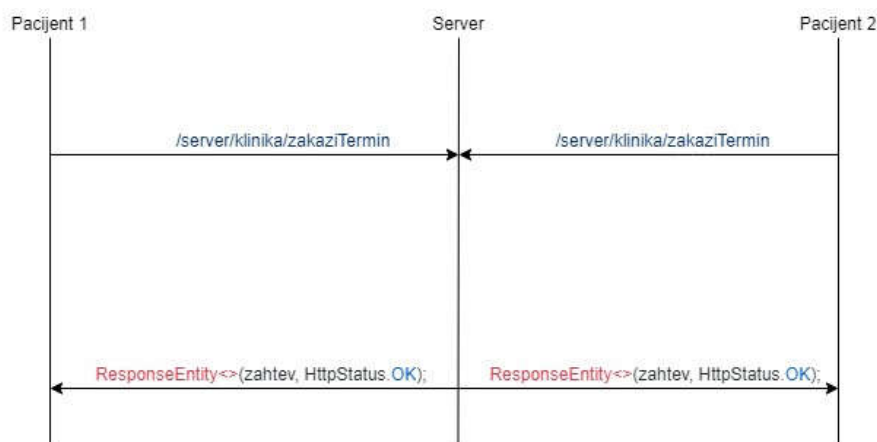 Pacijent 1
Server
Pacijent 2
/server/klinika/zakaziTermin
/server/klinika/zakaziTermin
ResponseEntity<>(zahtev, HttpStatus.OK);
ResponseEntity<>(zahtev, HttpStatus.OK);